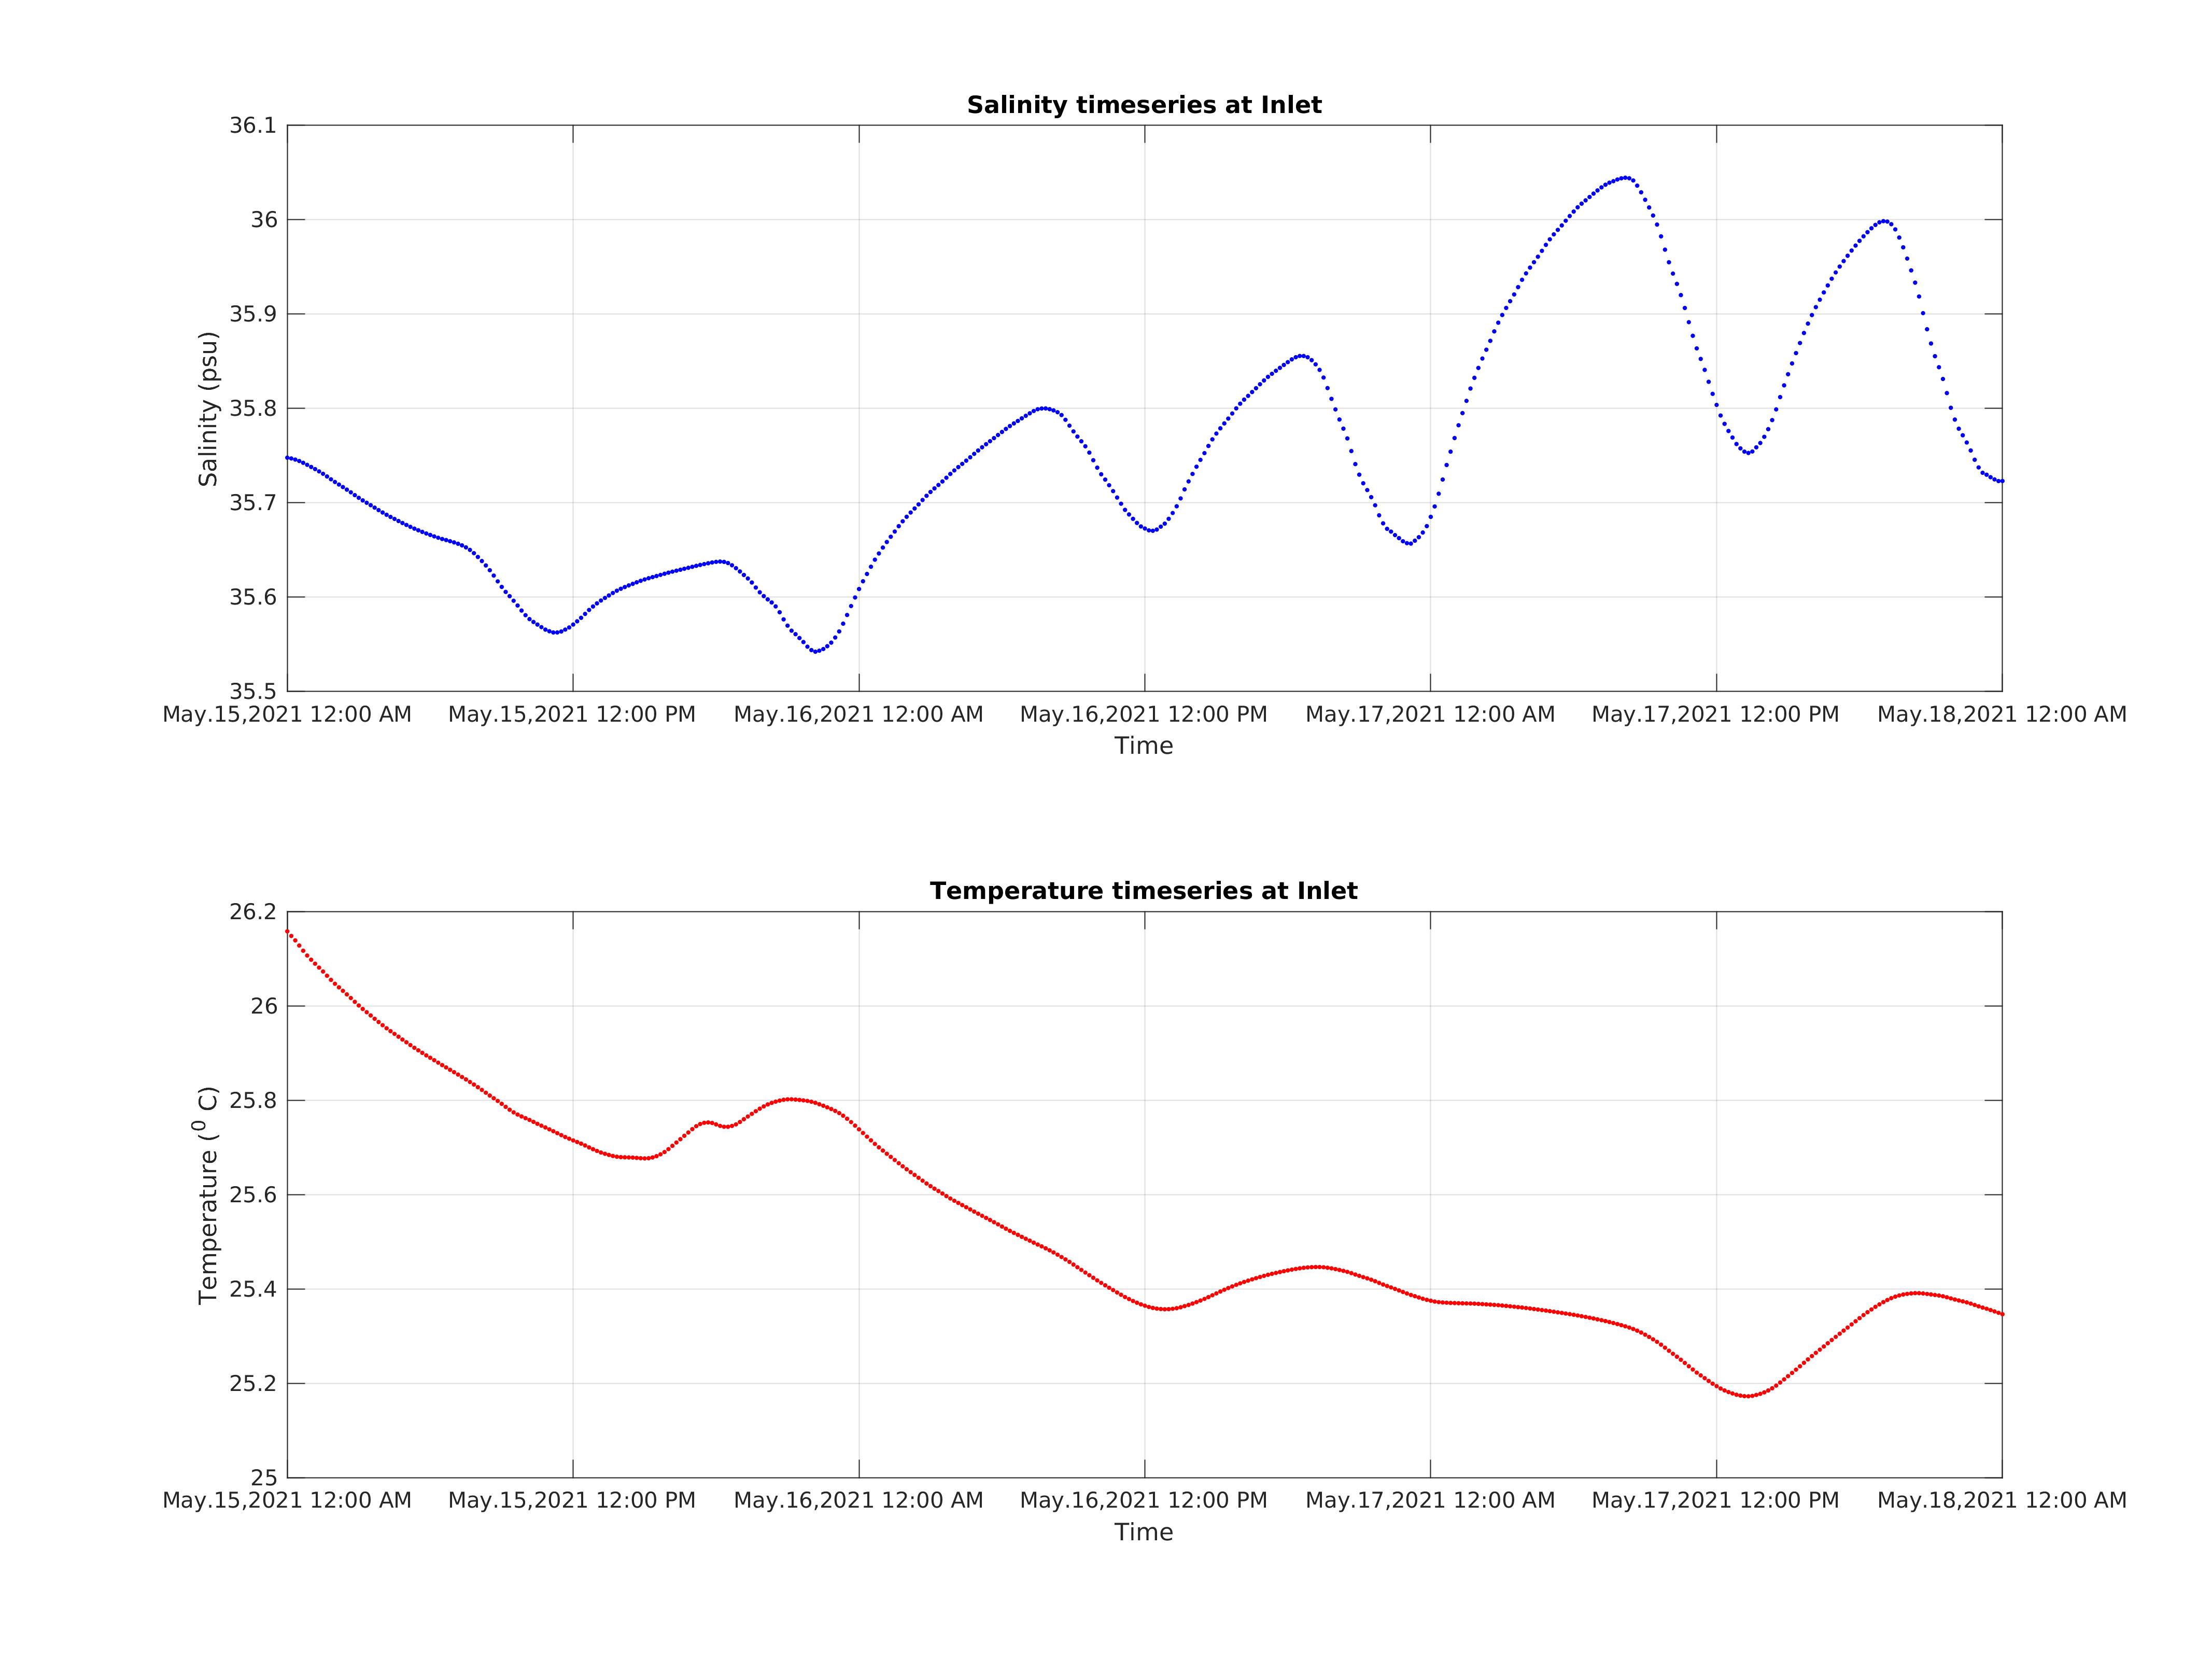 Salinity timeseries at Inlet
36.1
36
35.9
35.8
35.7
35.6
35.5
Salinity (psu)
May.15,2021 12:00 AM May.15,2021 12:00 PM May.16,2021 12:00 AM May.16,2021 12:00 PM May.17,2021 12:00 AM May.17,2021 12:00 PM May.18,2021 12:00 AM
Time
Temperature timeseries at Inlet
26.2
26
25.8
25.6
25.4
25.2
25
Temperature (⁰ C)
May.15,2021 12:00 AM May.15,2021 12:00 PM May.16,2021 12:00 AM May.16,2021 12:00 PM May.17,2021 12:00 AM May.17,2021 12:00 PM May.18,2021 12:00 AM
Time